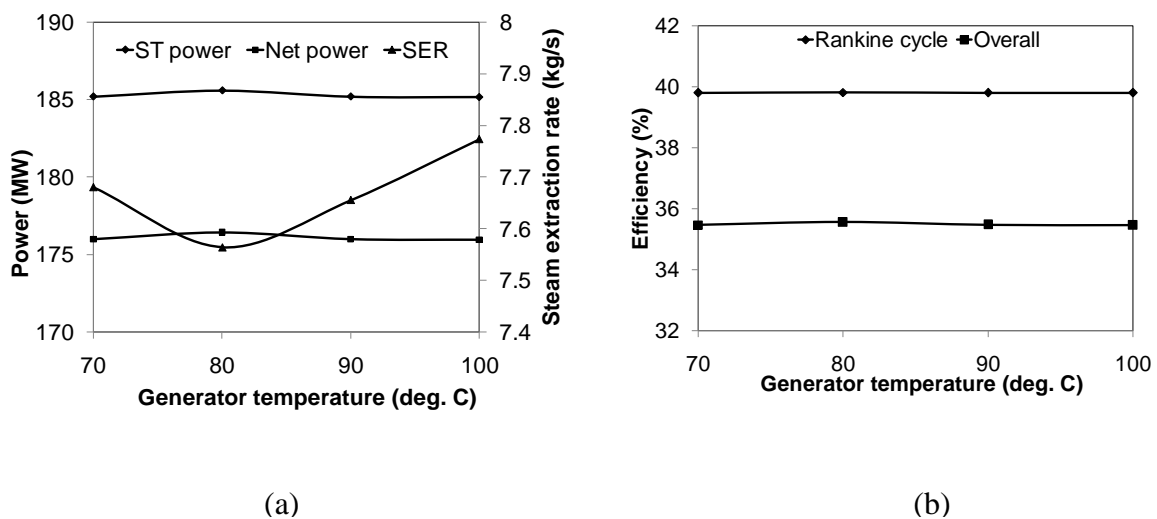 190
185
180
175
170
Power (MW)
ST power Net power SER
8
7.9
7.8
7.7
7.6
7.5
7.4
Steam extraction rate (kg/s)
70 80 90 100
Generator temperature (deg. C)
(a)
42
40
38
36
34
32
Efficiency (%)
Rankine cycle Overall
70 80 90 100
Generator temperature (deg. C)
(b)